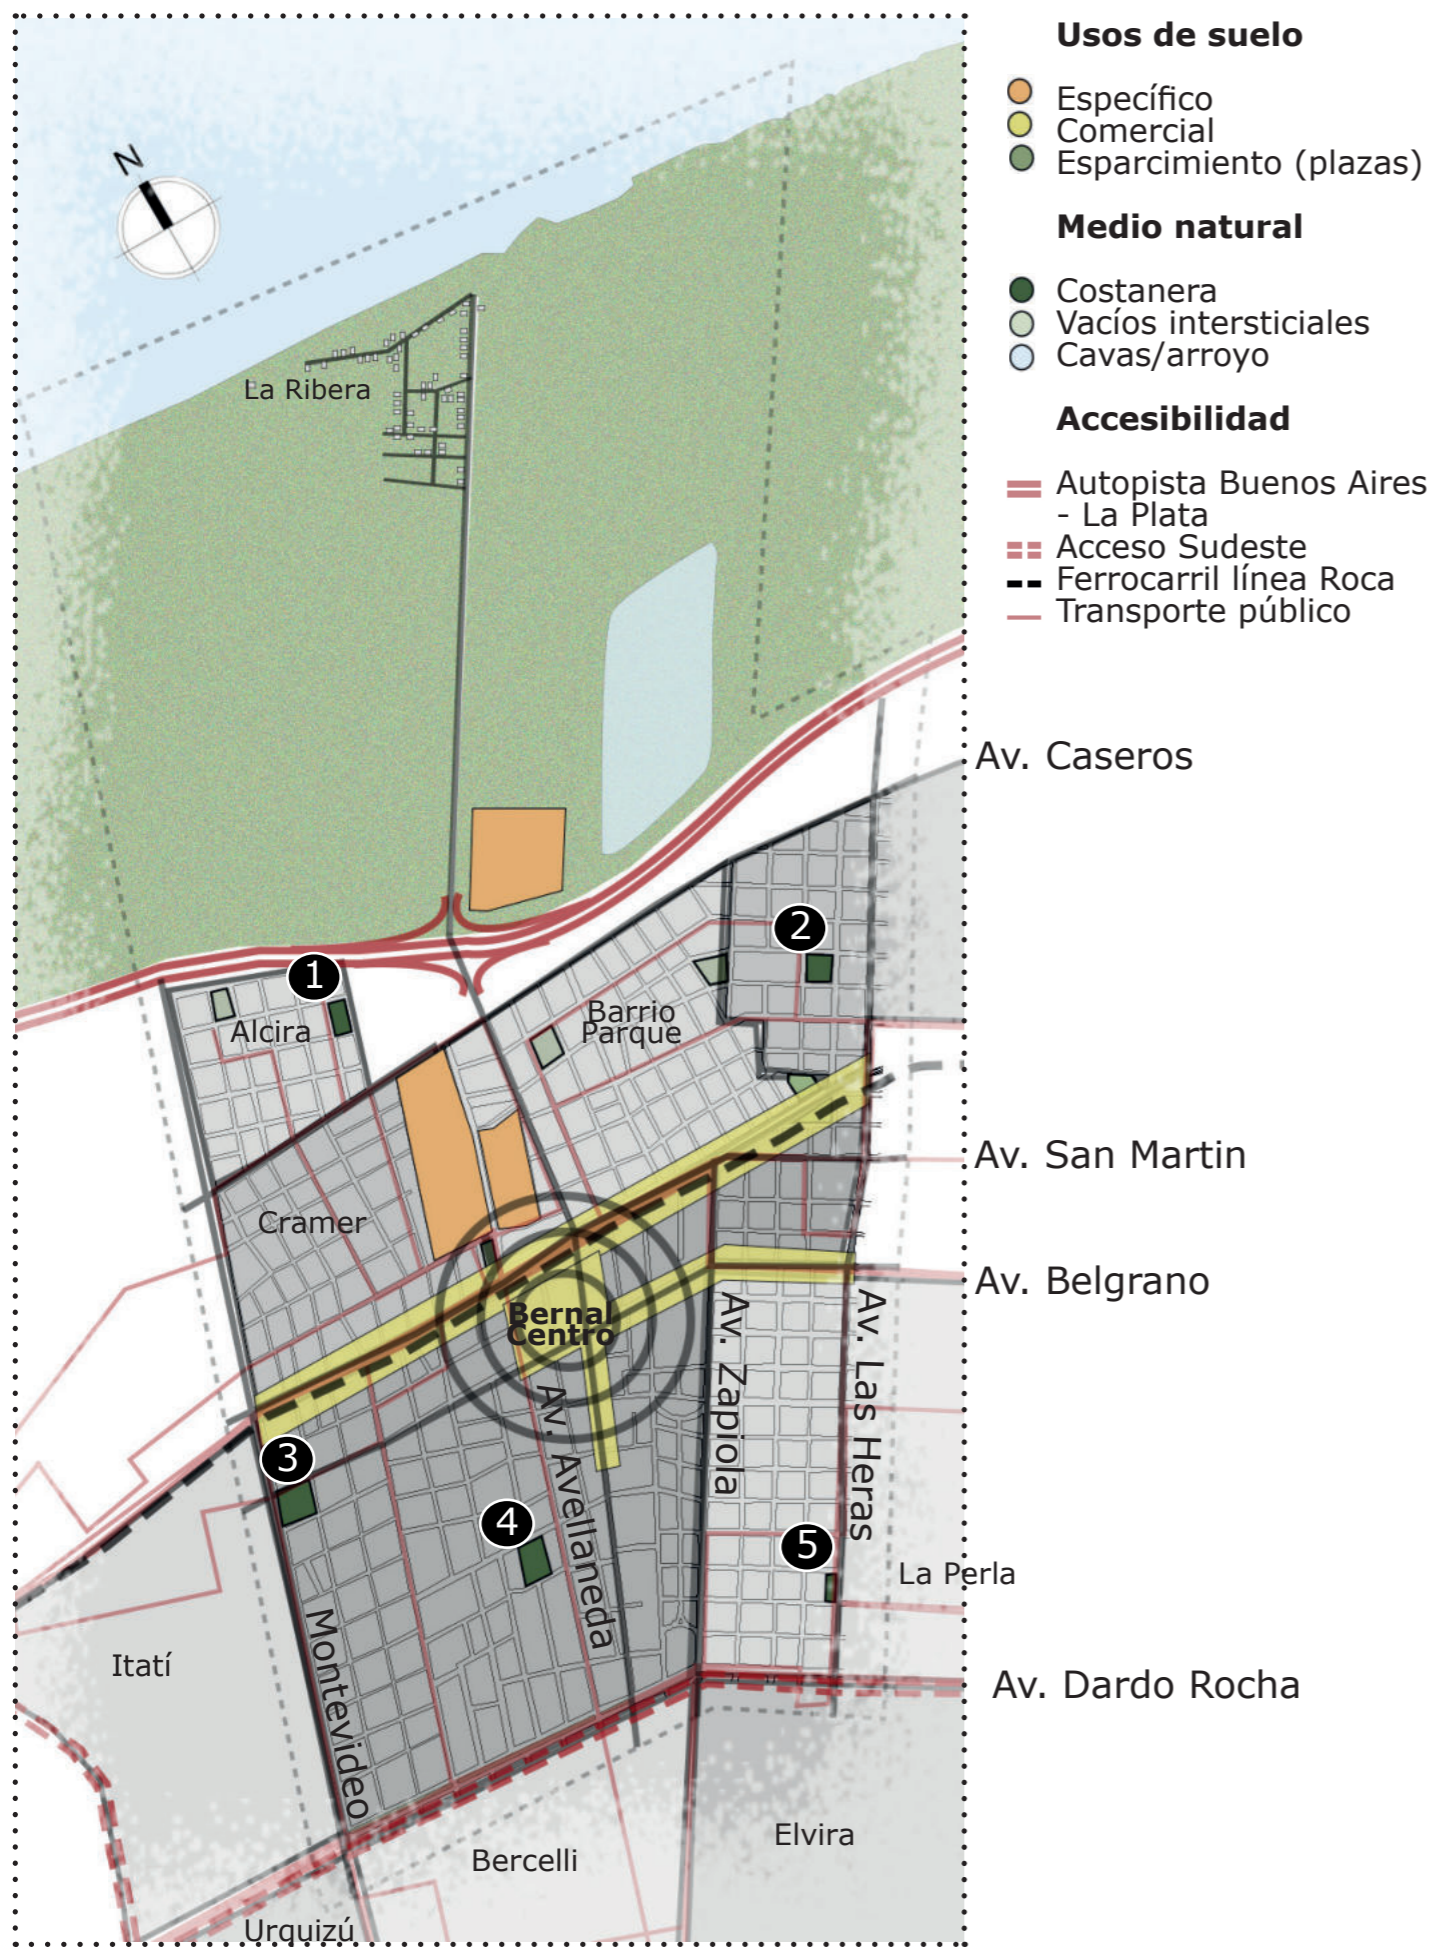 Usos de suelo
Específico
Comercial
Esparcimiento (plazas)
Medio natural
Costanera
Vacíos intersticiales
Cavas/arroyo
Accesibilidad
Autopista Buenos Aires
- La Plata
Acceso Sudeste
Ferrocarril línea Roca
Transporte público
N
La Ribera
Av. Caseros
2
1
Barrio
Parque
Alcira
Av. San Martin
Cramer
Av. Belgrano
Bernal
Centro
Av. Zapiola
Av. Las Heras
Av. Avellaneda
3
4
5
La Perla
Montevideo
Itatí
Av. Dardo Rocha
Elvira
Bercelli
Urquizú